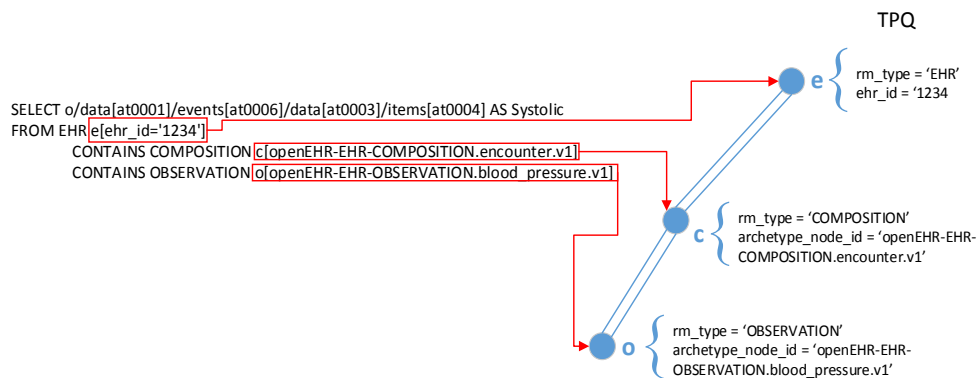 TPQ
SELECT o/data[at0001]/events[at0006]/data[at0003]/items[at0004] AS Systolic
FROM EHR e[ehr_id='1234']
CONTAINS COMPOSITION c[openEHR-EHR-COMPOSITION.encounter.v1]
CONTAINS OBSERVATION o[openEHR-EHR-OBSERVATION.blood_pressure.v1]
e
rm_type = ‘EHR’
ehr_id = ‘1234
c
rm_type = ‘COMPOSITION’
archetype_node_id = ‘openEHR-EHR-
COMPOSITION.encounter.v1’
o
rm_type = ‘OBSERVATION’
archetype_node_id = ‘openEHR-EHR-
OBSERVATION.blood_pressure.v1’